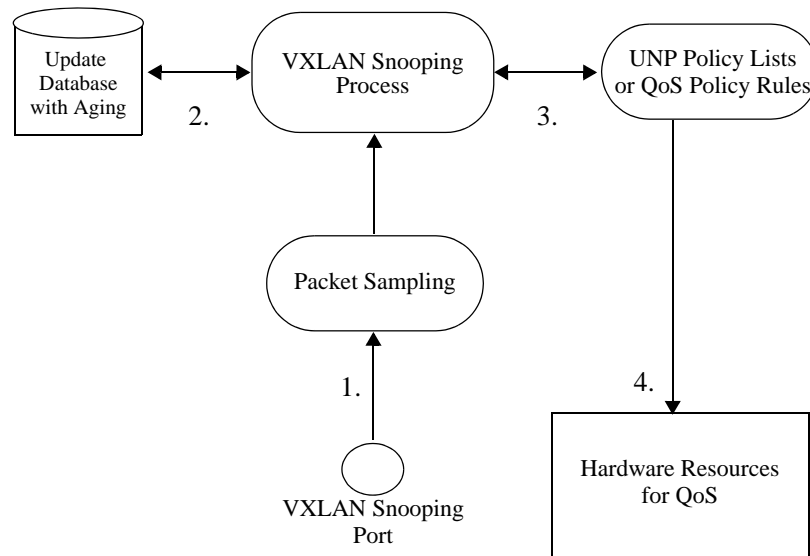 Update
Database
with Aging
VXLAN Snooping
Process
UNP Policy Lists
or QoS Policy Rules
2.
3.
Packet Sampling
1.
4.
VXLAN Snooping
Port
Hardware Resources
for QoS